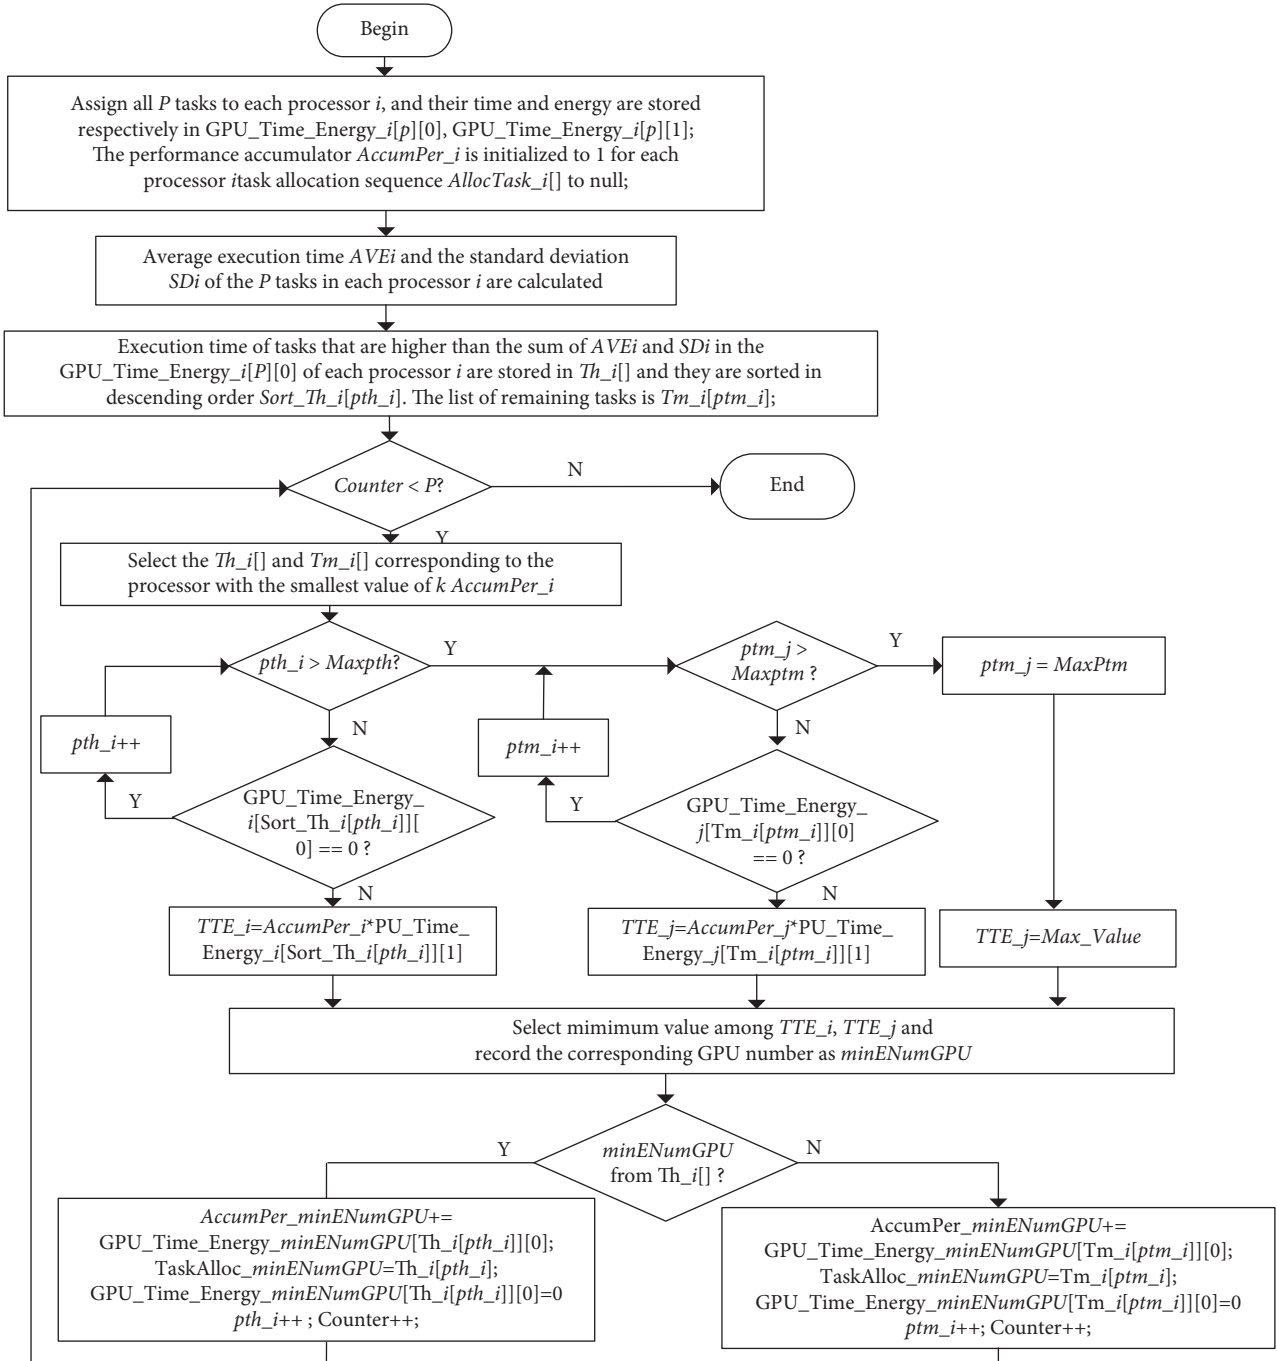 Begin
Assign all P tasks to each processor i, and their time and energy are stored
respectively in GPU_Time_Energy_i[p][0], GPU_Time_Energy_i[p][1];
The performance accumulator AccumPer_i is initialized to 1 for each
processor itask allocation sequence AllocTask_i[] to null;
Average execution time AVEi and the standard deviation
SDi of the P tasks in each processor i are calculated
Execution time of tasks that are higher than the sum of AVEi and SDi in the
GPU_Time_Energy_i[P][0] of each processor i are stored in Th_i[] and they are sorted in
descending order Sort_Th_i[pth_i]. The list of remaining tasks is Tm_i[ptm_i];
Counter < P?
N
End
Y
Select the Th_i[] and Tm_i[] corresponding to the
processor with the smallest value of k AccumPer_i
pth_i > Maxpth?
Y
ptm_j >
Maxptm ?
Y
ptm_j = MaxPtm
N
N
pth_i++
ptm_i++
Y
GPU_Time_Energy_
i[Sort_Th_i[pth_i]][
0] == 0 ?
Y
GPU_Time_Energy_
j[Tm_i[ptm_i]][0]
== 0 ?
N
N
TTE_i=AccumPer_i*PU_Time_
Energy_i[Sort_Th_i[pth_i]][1]
TTE_j=AccumPer_j*PU_Time_
Energy_j[Tm_i[ptm_i]][1]
TTE_j=Max_Value
Select mimimum value among TTE_i, TTE_j and
record the corresponding GPU number as minENumGPU
Y
minENumGPU
from Th_i[] ?
N
AccumPer_minENumGPU+=
GPU_Time_Energy_minENumGPU[Th_i[pth_i]][0];
TaskAlloc_minENumGPU=Th_i[pth_i];
GPU_Time_Energy_minENumGPU[Th_i[pth_i]][0]=0
pth_i++ ; Counter++;
AccumPer_minENumGPU+=
GPU_Time_Energy_minENumGPU[Tm_i[ptm_i]][0];
TaskAlloc_minENumGPU=Tm_i[ptm_i];
GPU_Time_Energy_minENumGPU[Tm_i[ptm_i]][0]=0
ptm_i++; Counter++;